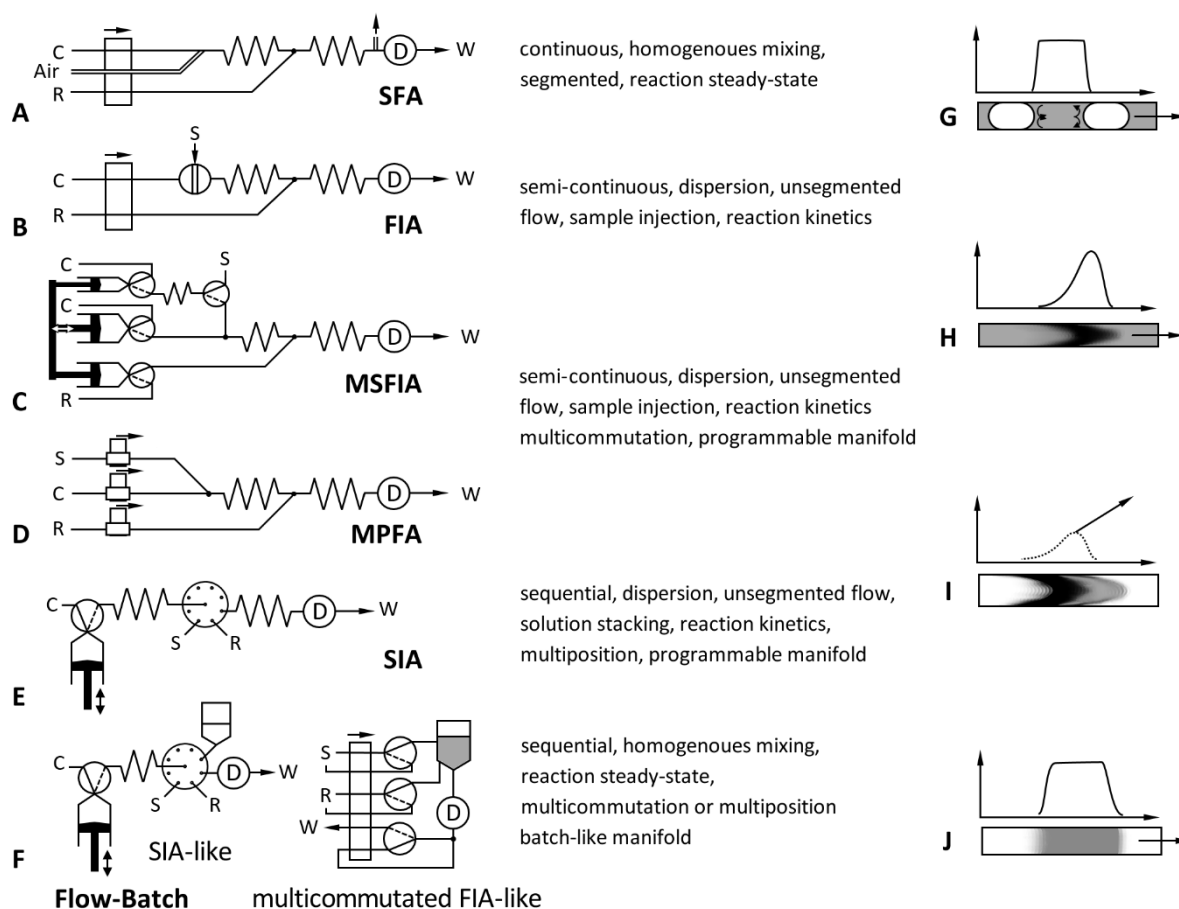 C
Air
R
A
D
W
SFA
continuous, homogenoues mixing,
segmented, reaction steady-state
G
S
C
R
B
D
W
FIA
semi-continuous, dispersion, unsegmented
flow, sample injection, reaction kinetics
C
S
C
R
C
D
W
MSFIA
H
semi-continuous, dispersion, unsegmented
flow, sample injection, reaction kinetics
multicommutation, programmable manifold
S
C
R
D
D
W
MPFA
I
C
S
R
D
W
SIA
E
sequential, dispersion, unsegmented flow,
solution stacking, reaction kinetics,
multiposition, programmable manifold
C
S
R
D
W
SIA-like
F
S
R
W
D
sequential, homogenoues mixing,
reaction steady-state,
multicommutation or multiposition
batch-like manifold
J
Flow-Batch
multicommutated FIA-like